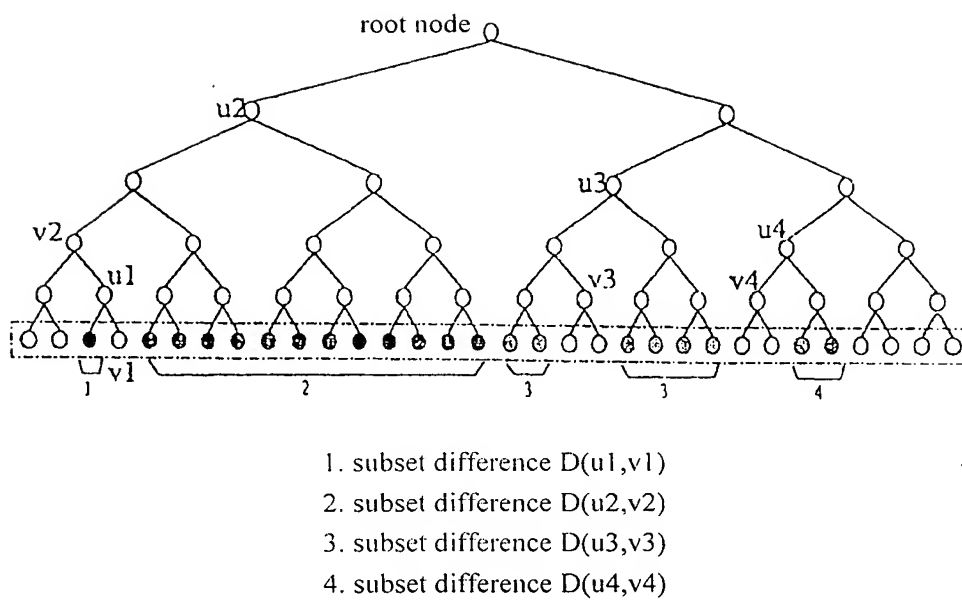 root node
u2
u3
v2
u4
u1
v3
v4
1
v1
2
3
3
4
1. subset difference D(u1,v1)
2. subset difference D(u2,v2)
3. subset difference D(u3,v3)
4. subset difference D(u4,v4)